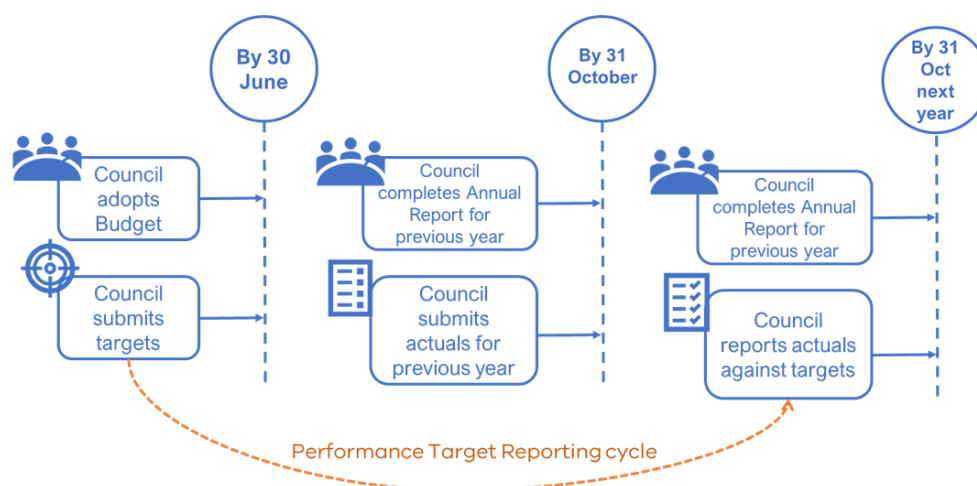 By 30
June
By 31
October
By 31
Oct
next
year
Council
adopts
Budget
Council
completes Annual
Report for
previous year
Council
completes Annual
Report for
previous year
Council
submits
targets
Council
submits
actuals for
previous year
Council
reports actuals
against targets
Performance Target Reporting cycle